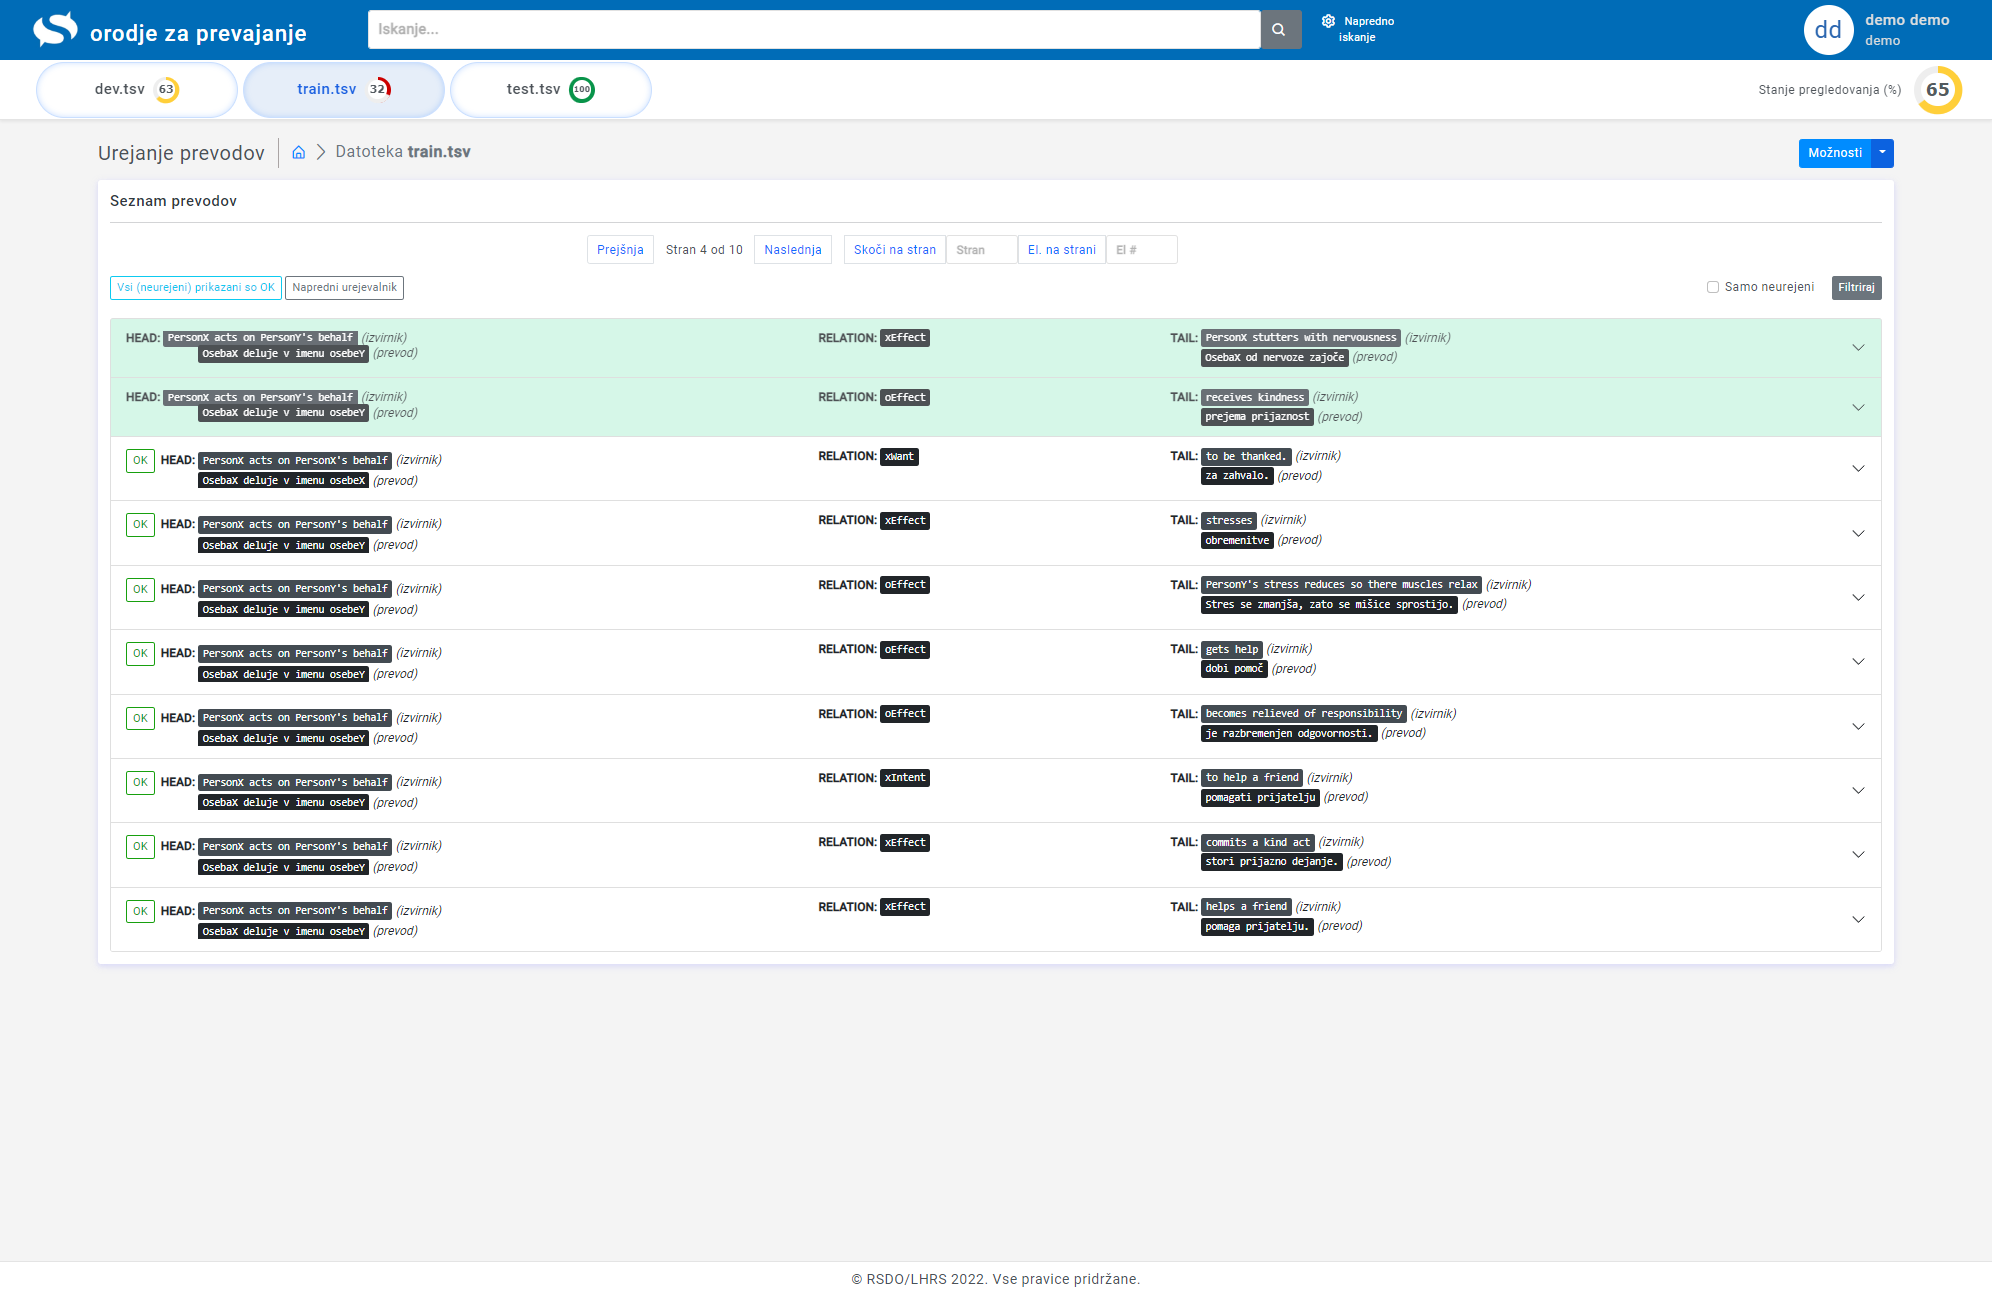 orodje za prevajanje
Iskanje...
Napredno
iskanje
dd
demo demo
demo
dev.tsv 63
train.tsv 32
test.tsv 100
Stanje pregledovanja (%) 65
Urejanje prevodov
Datoteka train.tsv
Možnosti
Seznam prevodov
Prejšnja Stran 4 od 10 Naslednja Skoči na stran Stran El. na strani El #
Vsi (neurejeni) prikazani so OK Napredni urejevalnik
Samo neurejeni Filtriraj
HEAD: PersonX acts on PersonY's behalf (izvirnik)
OsebaX deluje v imenu osebeY (prevod)
RELATION: xEffect
TAIL: PersonX stutters with nervousness (izvirnik)
OsebaX od nervoze zajoče (prevod)
HEAD: PersonX acts on PersonY's behalf (izvirnik)
OsebaX deluje v imenu osebeY (prevod)
RELATION: oEffect
TAIL: receives kindness (izvirnik)
prejema prijaznost (prevod)
OK HEAD: PersonX acts on PersonX's behalf (izvirnik)
OsebaX deluje v imenu osebeX (prevod)
RELATION: xWant
TAIL: to be thanked. (izvirnik)
za zahvalo. (prevod)
OK HEAD: PersonX acts on PersonY's behalf (izvirnik)
OsebaX deluje v imenu osebeY (prevod)
RELATION: xEffect
TAIL: stresses (izvirnik)
obremenitve (prevod)
OK HEAD: PersonX acts on PersonY's behalf (izvirnik)
OsebaX deluje v imenu osebeY (prevod)
RELATION: oEffect
TAIL: PersonY's stress reduces so there muscles relax (izvirnik)
Stres se zmanjša, zato se mišice sprostijo. (prevod)
OK HEAD: PersonX acts on PersonY's behalf (izvirnik)
OsebaX deluje v imenu osebeY (prevod)
RELATION: oEffect
TAIL: gets help (izvirnik)
dobi pomoč (prevod)
OK HEAD: PersonX acts on PersonY's behalf (izvirnik)
OsebaX deluje v imenu osebeY (prevod)
RELATION: oEffect
TAIL: becomes relieved of responsibility (izvirnik)
je razbremenjen odgovornosti. (prevod)
OK HEAD: PersonX acts on PersonY's behalf (izvirnik)
OsebaX deluje v imenu osebeY (prevod)
RELATION: xIntent
TAIL: to help a friend (izvirnik)
pomagati prijatelju (prevod)
OK HEAD: PersonX acts on PersonY's behalf (izvirnik)
OsebaX deluje v imenu osebeY (prevod)
RELATION: xEffect
TAIL: commits a kind act (izvirnik)
stori prijazno dejanje. (prevod)
OK HEAD: PersonX acts on PersonY's behalf (izvirnik)
OsebaX deluje v imenu osebeY (prevod)
RELATION: xEffect
TAIL: helps a friend (izvirnik)
pomaga prijatelju. (prevod)
© RSDO/LHRS 2022. Vse pravice pridržane.